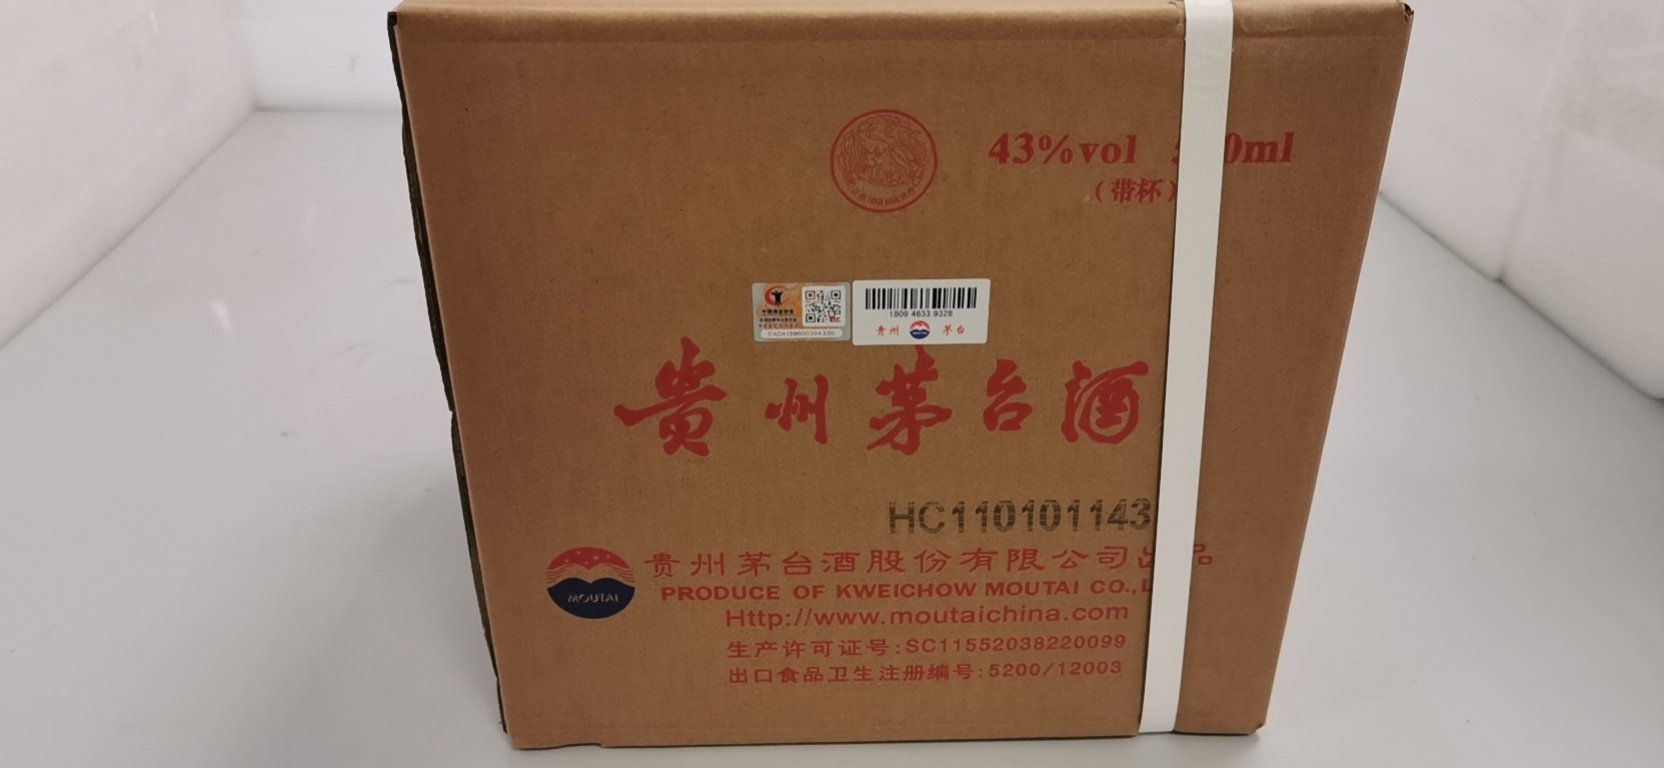 43%vol 0ml
（带杯）
1809 4633 9328
贵州 茅台
贵州茅台酒
HC110101143
MOUTAI
贵州茅台酒股份有限公司出品
PRODUCE OF KWEICHOW MOUTAI CO.,L
Http://www.moutaichina.com
生产许可证号:SC11552038220099
出口食品卫生注册编号:5200/12003